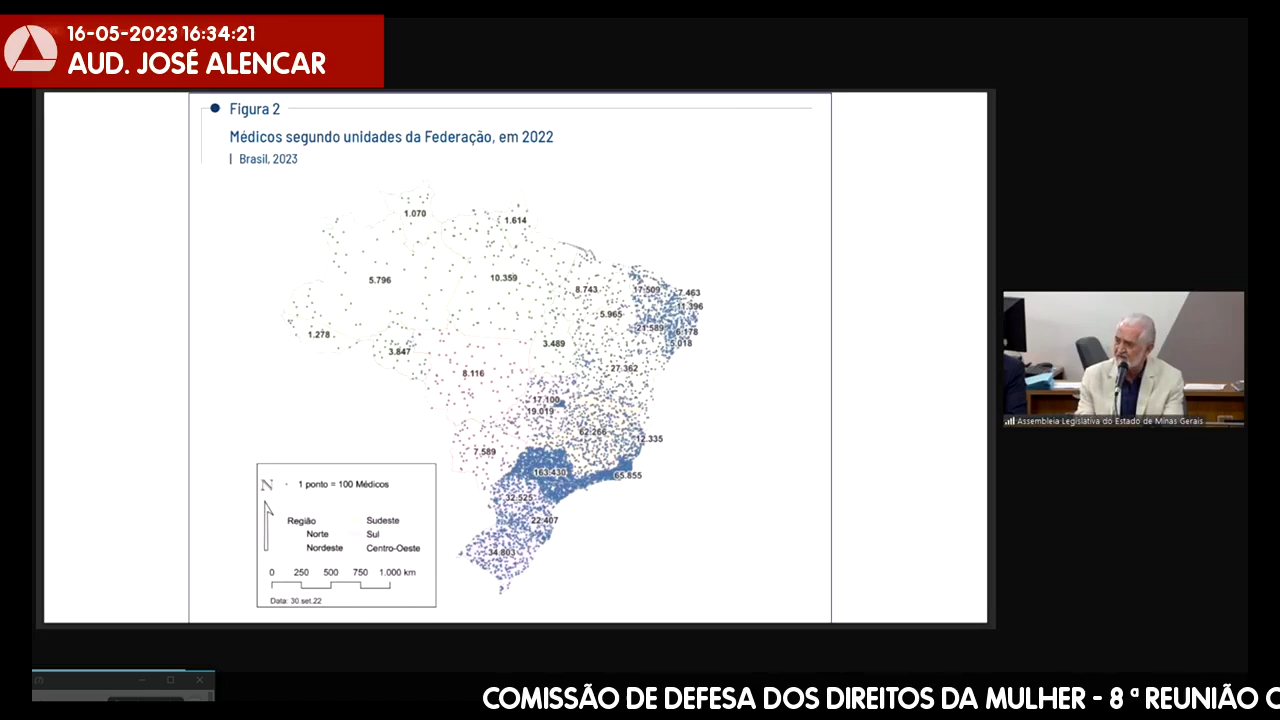 16-05-2023 16:34:21
AUD. JOSÉ ALENCAR
Figura 2
Médicos segundo unidades da Federação, em 2022
| Brasil, 2023
1.070
1.614
5.796
10.359
8.743
17.509
7.463
11.396
5.965
21.589
6.178
5.018
1.278
3.847
3.489
27.362
8.116
17.100
19.019
62.266
12.335
7.589
163.430
65.855
32.525
22.407
34.803
N
1 ponto = 100 Médicos
Região
Norte
Nordeste
Sudeste
Sul
Centro-Oeste
0 250 500 750 1.000 km
Data: 30 set.22
Assembleia Legislativa do Estado de Minas Gerais
COMISSÃO DE DEFESA DOS DIREITOS DA MULHER - 8 ª REUNIÃO